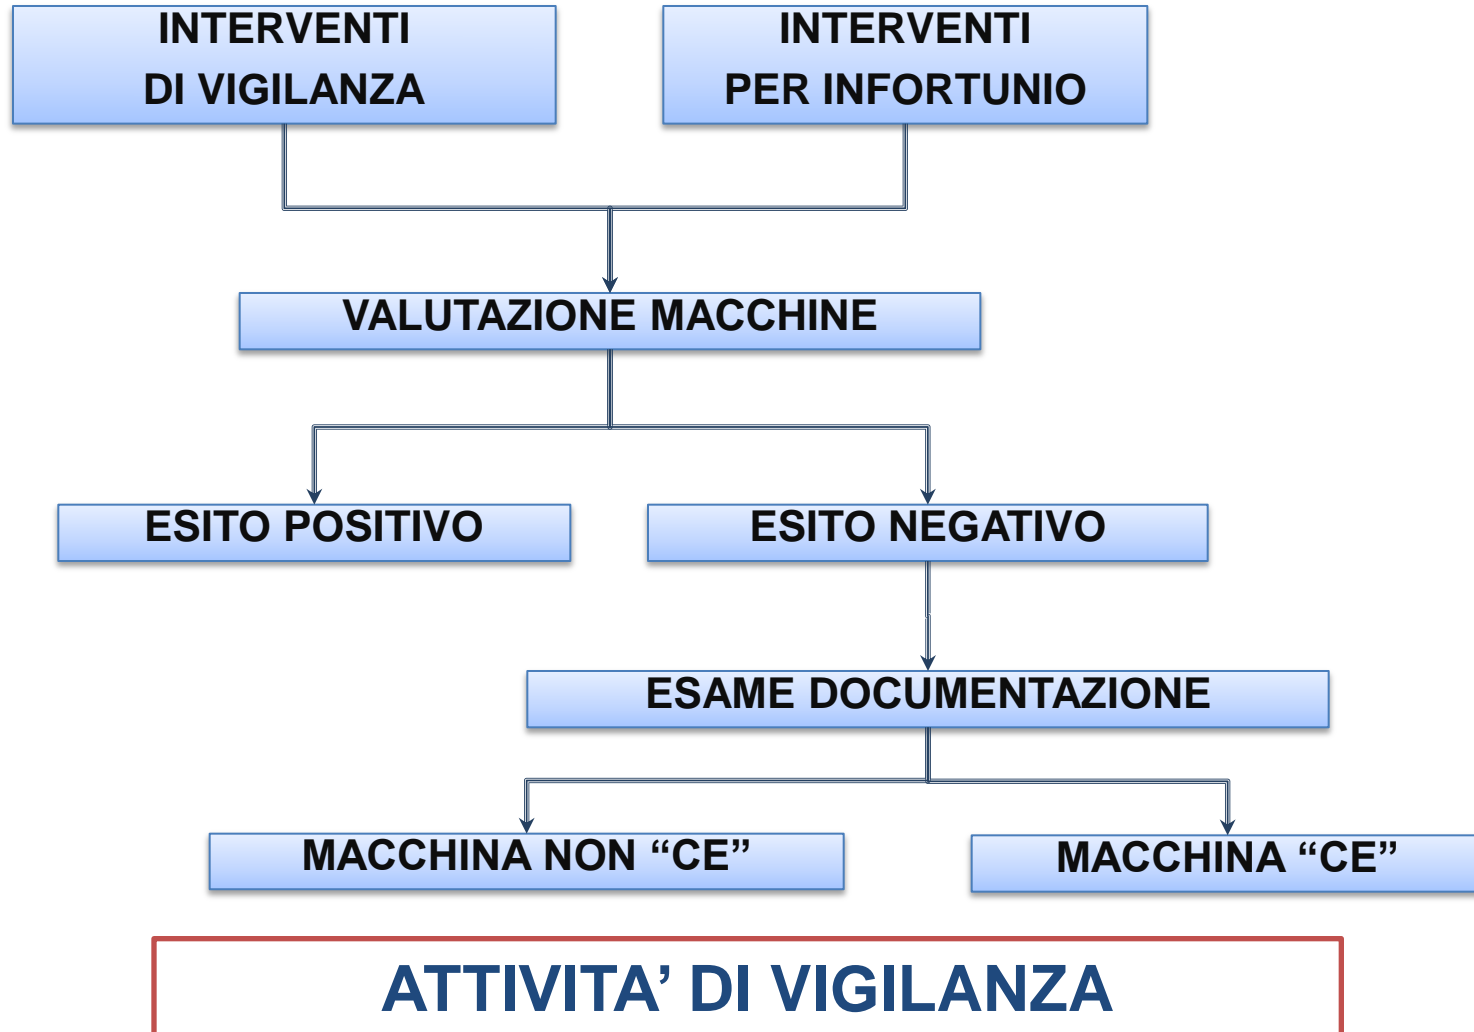 INTERVENTI
DI VIGILANZA
INTERVENTI
PER INFORTUNIO
VALUTAZIONE MACCHINE
ESITO POSITIVO
ESITO NEGATIVO
ESAME DOCUMENTAZIONE
MACCHINA NON “CE”
MACCHINA “CE”
ATTIVITA’ DI VIGILANZA